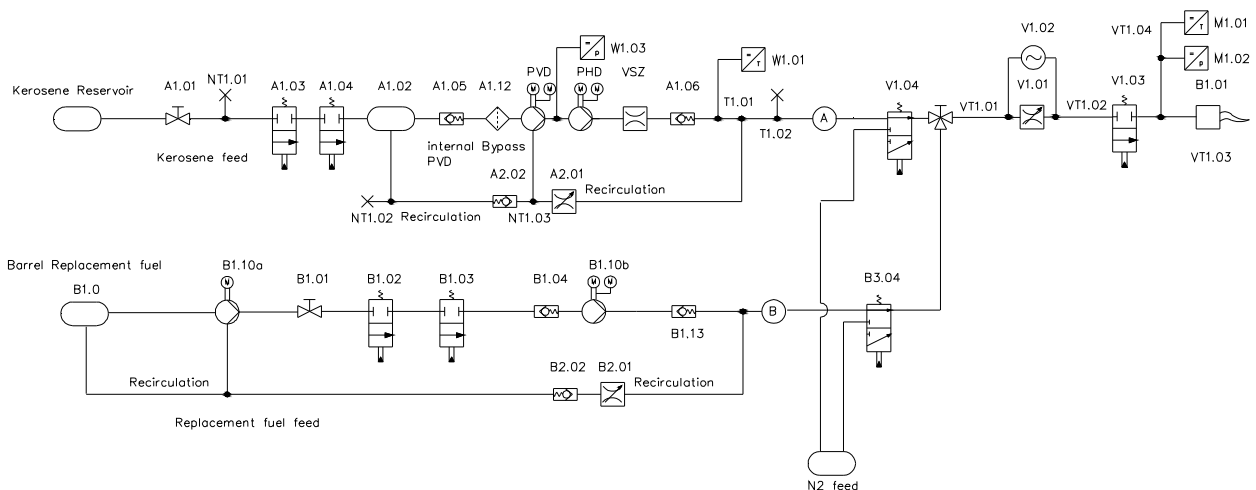 Kerosene Reservoir
A1.01
NT1.01
A1.03
A1.04
A1.02
A1.05
A1.12
PVD
M
M
=
p
W1.03
PHD
M
M
VSZ
A1.06
=
T
W1.01
T1.01
T1.02
A
V1.04
VT1.01
V1.02
V1.01
VT1.02
VT1.04
V1.03
=
T
M1.01
=
p
M1.02
B1.01
VT1.03
Kerosene feed
internal Bypass
PVD
A2.02
A2.01
Recirculation
NT1.02
Recirculation
NT1.03
Barrel Replacement fuel
B1.0
B1.10a
M
B1.01
B1.02
B1.03
B1.04
B1.10b
M
M
B1.13
B
B3.04
Recirculation
B2.02
B2.01
Recirculation
Replacement fuel feed
N2 feed